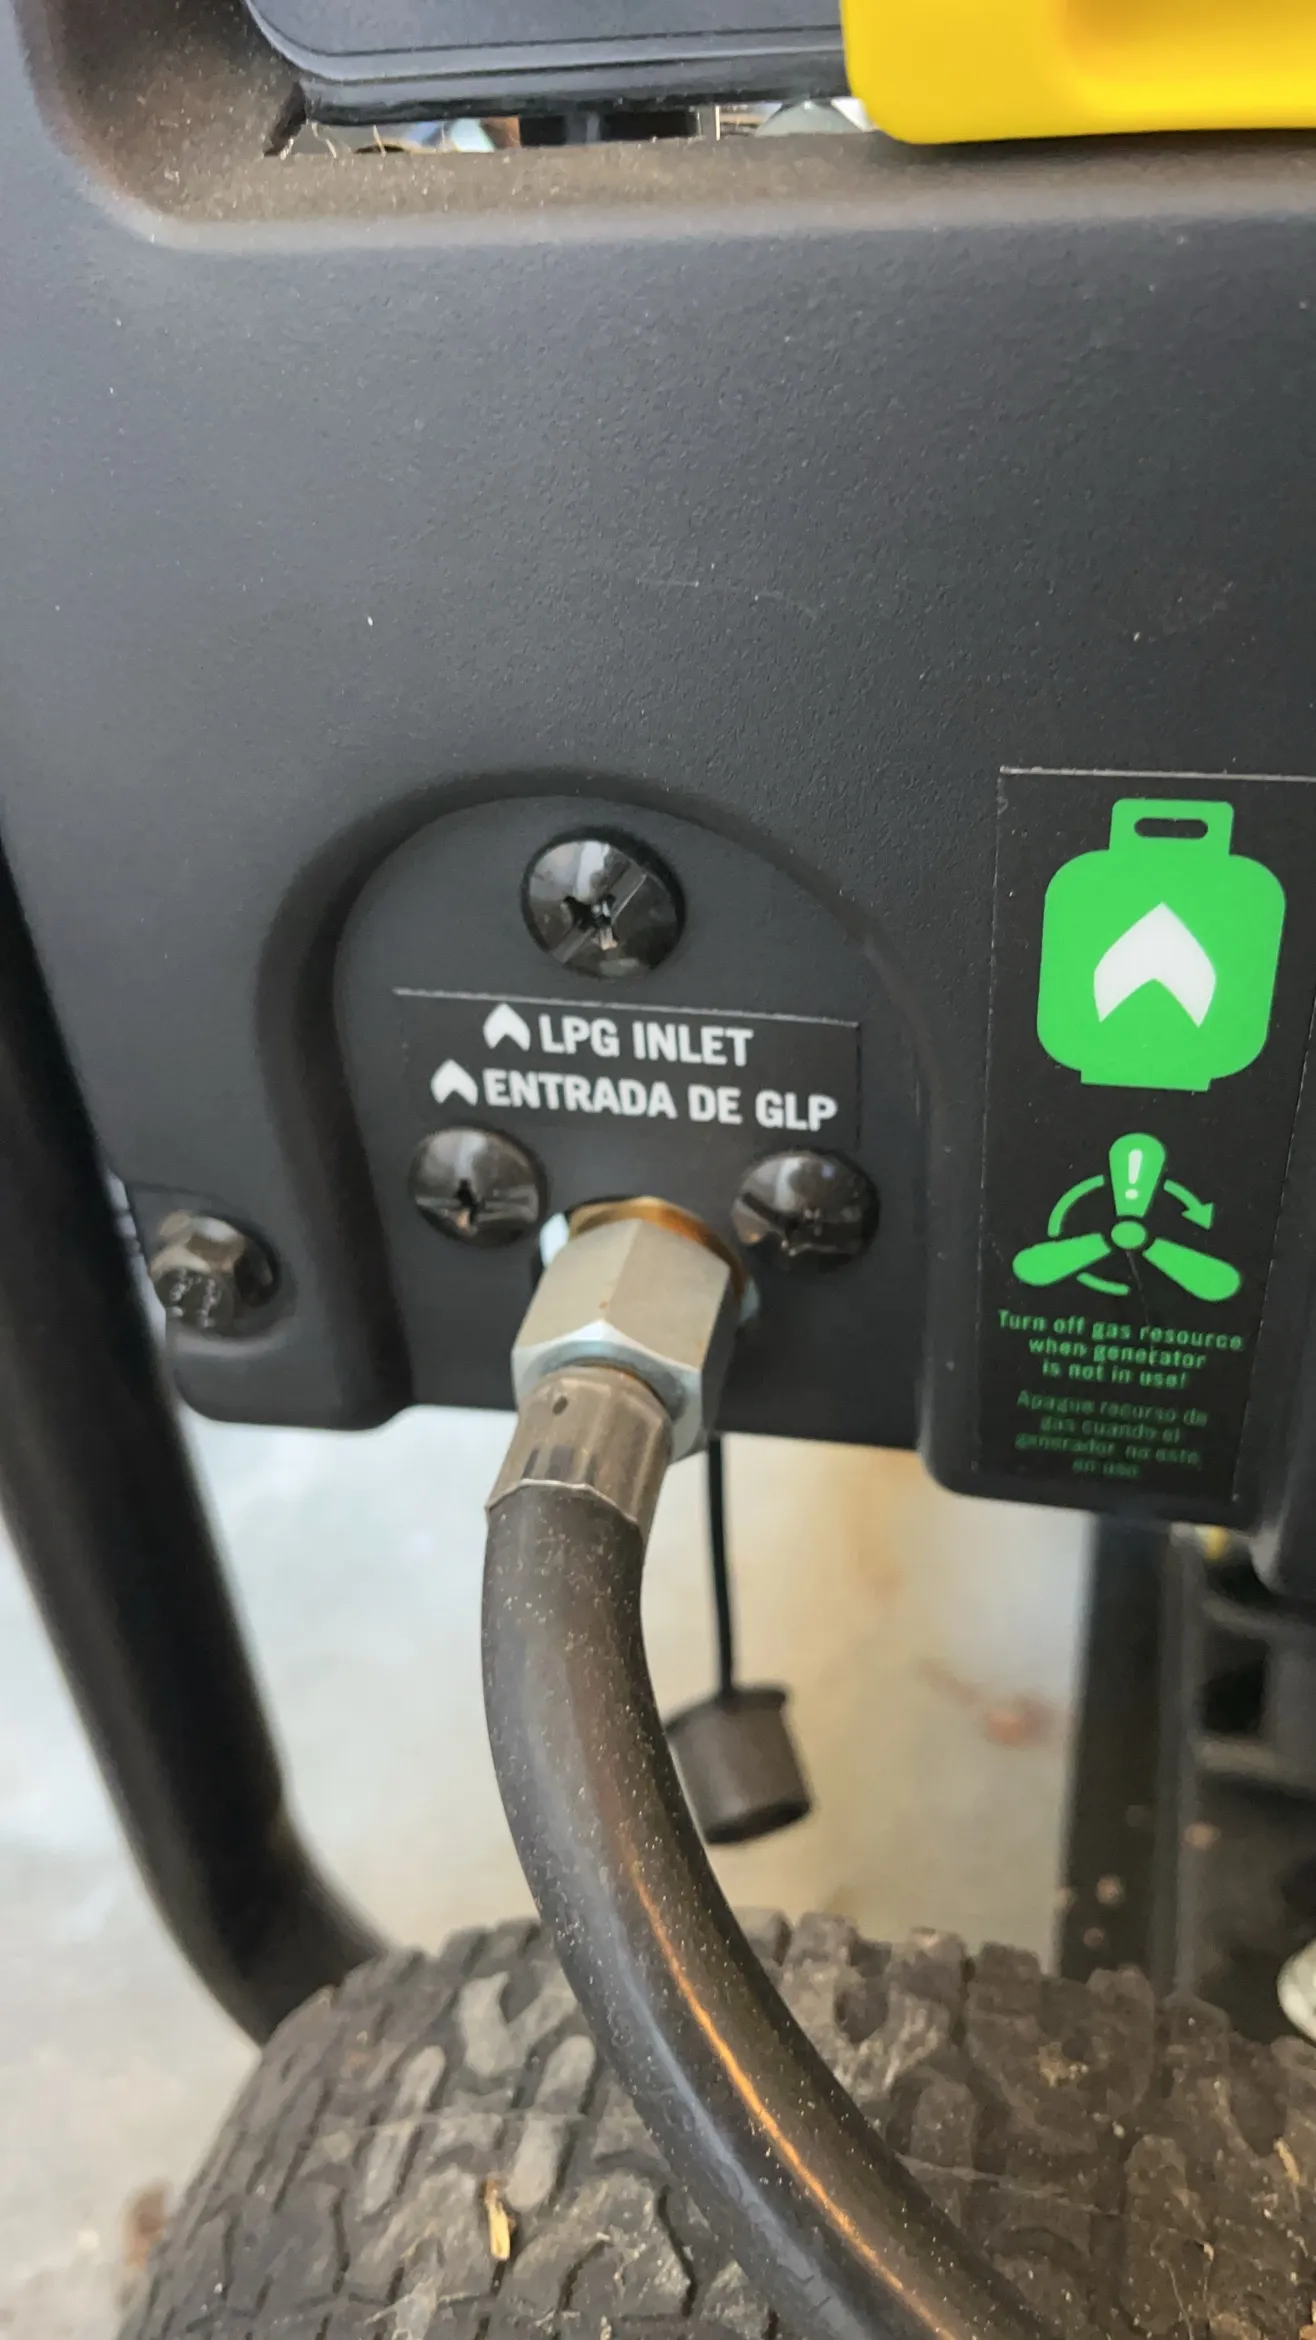 LPG INLET
ENTRADA DE GLP
!
Turn off gas resource
when generator
is not in use!
Apague recurso de
gas cuando el
generador no esté
en uso